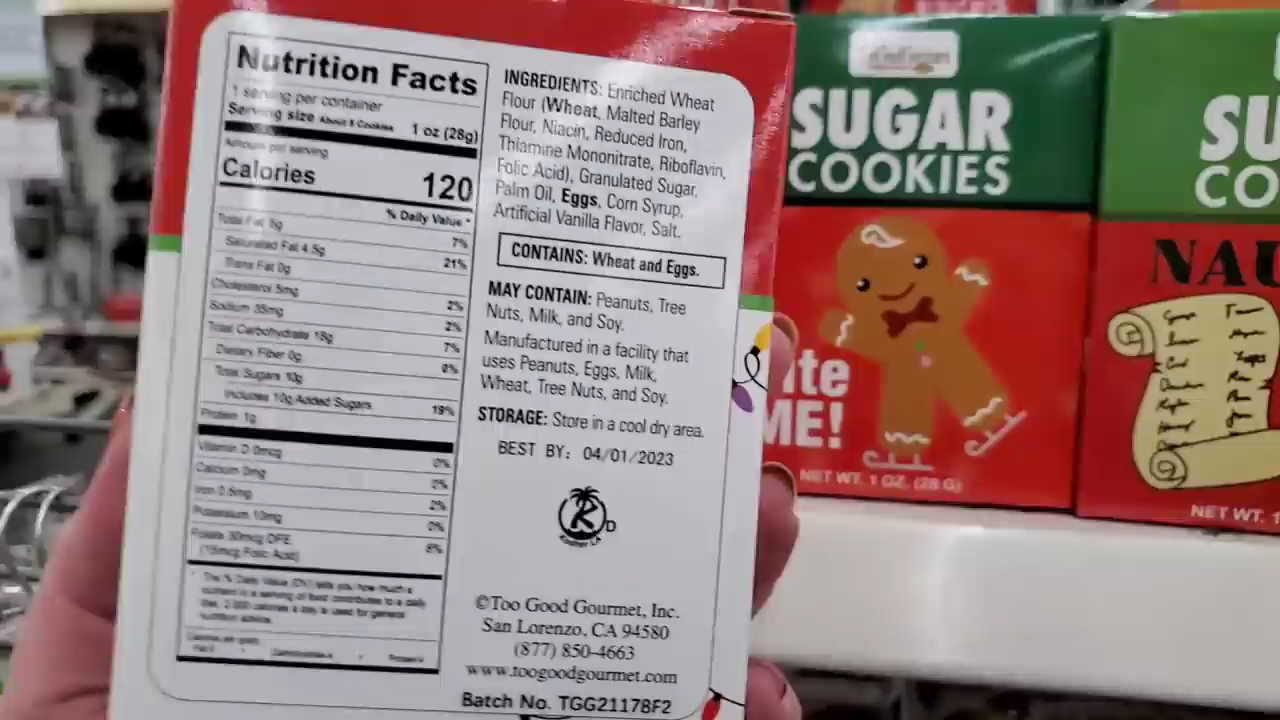 Nutrition Facts
1 serving per container
Serving size About 8 Cookies 1 oz (28g)
Amount per serving
Calories 120
% Daily Value *
Total Fat 5g 7%
Saturated Fat 4.5g 21%
Trans Fat 0g
Cholesterol 5mg 2%
Sodium 35mg 2%
Total Carbohydrate 18g 7%
Dietary Fiber 0g 0%
Total Sugars 10g
Includes 10g Added Sugars 19%
Protein 1g
Vitamin D 0mcg 0%
Calcium 0mg 0%
Iron 0.5mg 2%
Potassium 10mg 0%
Folate 30mcg DFE 8%
(15mcg Folic Acid)
* The % Daily Value (DV) tells you how much a
nutrient in a serving of food contributes to a daily
diet. 2,000 calories a day is used for general
nutrition advice.
INGREDIENTS: Enriched Wheat
Flour (Wheat, Malted Barley
Flour, Niacin, Reduced Iron,
Thiamine Mononitrate, Riboflavin,
Folic Acid), Granulated Sugar,
Palm Oil, Eggs, Corn Syrup,
Artificial Vanilla Flavor, Salt.
CONTAINS: Wheat and Eggs.
MAY CONTAIN: Peanuts, Tree
Nuts, Milk, and Soy.
Manufactured in a facility that
uses Peanuts, Eggs, Milk,
Wheat, Tree Nuts, and Soy.
STORAGE: Store in a cool dry area.
BEST BY: 04/01/2023
K D
Kosher LA
©Too Good Gourmet, Inc.
San Lorenzo, CA 94580
(877) 850-4663
www.toogoodgourmet.com
Batch No. TGG21178F2
SUGAR
COOKIES
ite
ME!
NET WT. 1 OZ. (28 G)
SU
CO
NAU
NET WT. 1